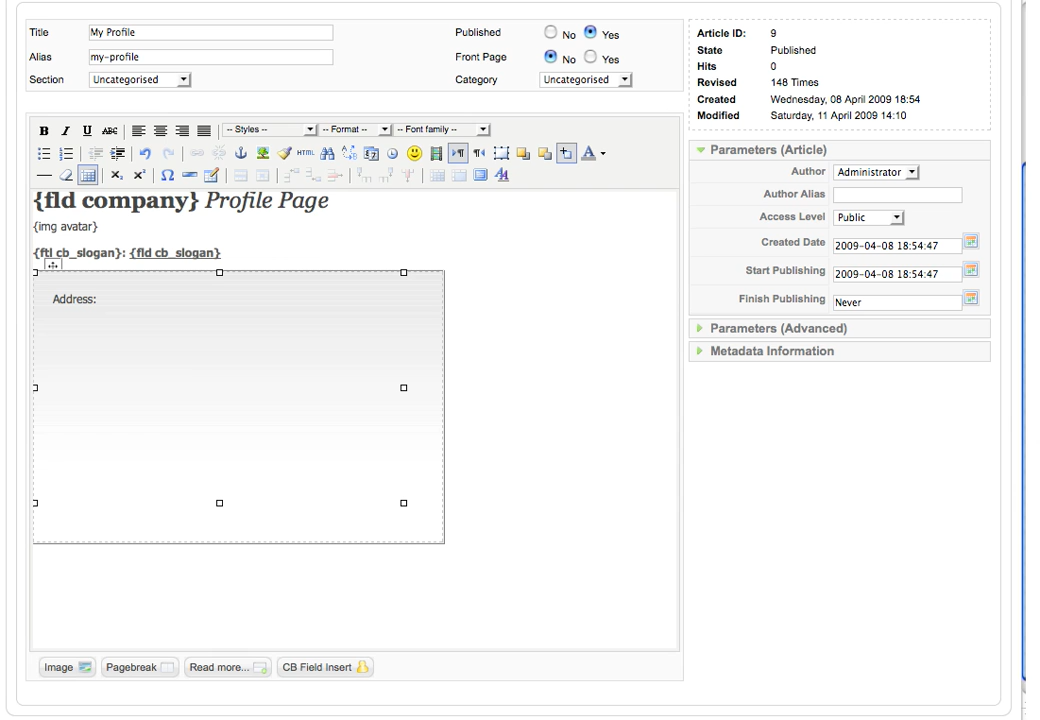 Title My Profile Published No Yes
Alias my-profile Front Page No Yes
Section Uncategorised Category Uncategorised
B I U ABC -- Styles -- -- Format -- -- Font family --
HTML
{fld company} Profile Page
{img avatar}
{ftl cb_slogan}: {fld cb_slogan}
Address:
Image Pagebreak Read more... CB Field Insert
Article ID: 9
State Published
Hits 0
Revised 148 Times
Created Wednesday, 08 April 2009 18:54
Modified Saturday, 11 April 2009 14:10
Parameters (Article)
Author Administrator
Author Alias
Access Level Public
Created Date 2009-04-08 18:54:47
Start Publishing 2009-04-08 18:54:47
Finish Publishing Never
Parameters (Advanced)
Metadata Information